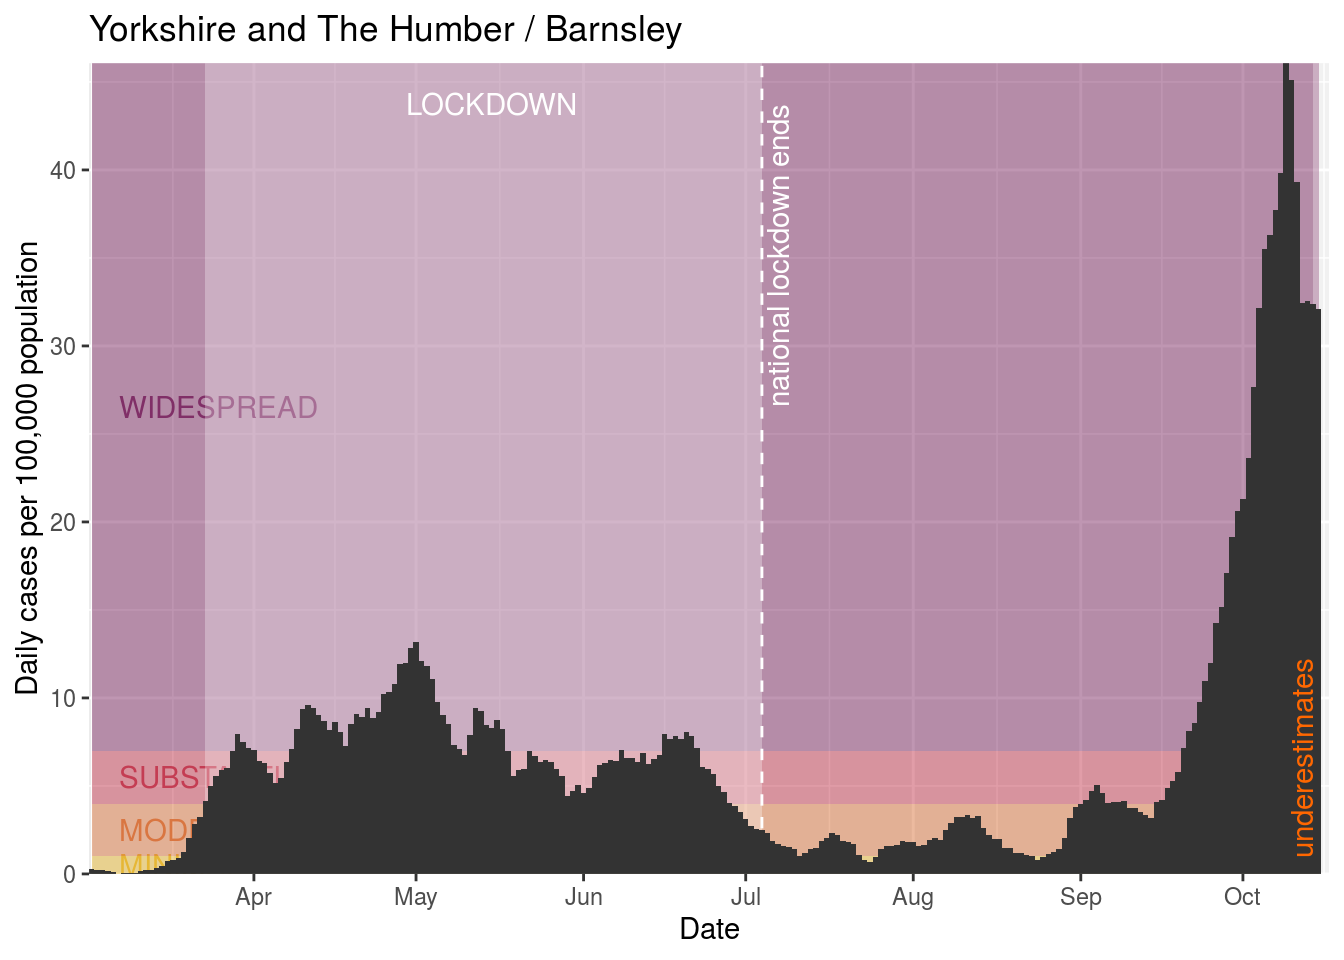 Yorkshire and The Humber / Barnsley
Daily cases per 100,000 population
40
30
20
10
0
LOCKDOWN
national lockdown ends
WIDESPREAD
underestimates
Apr
May
Jun
Jul
Aug
Sep
Oct
Date